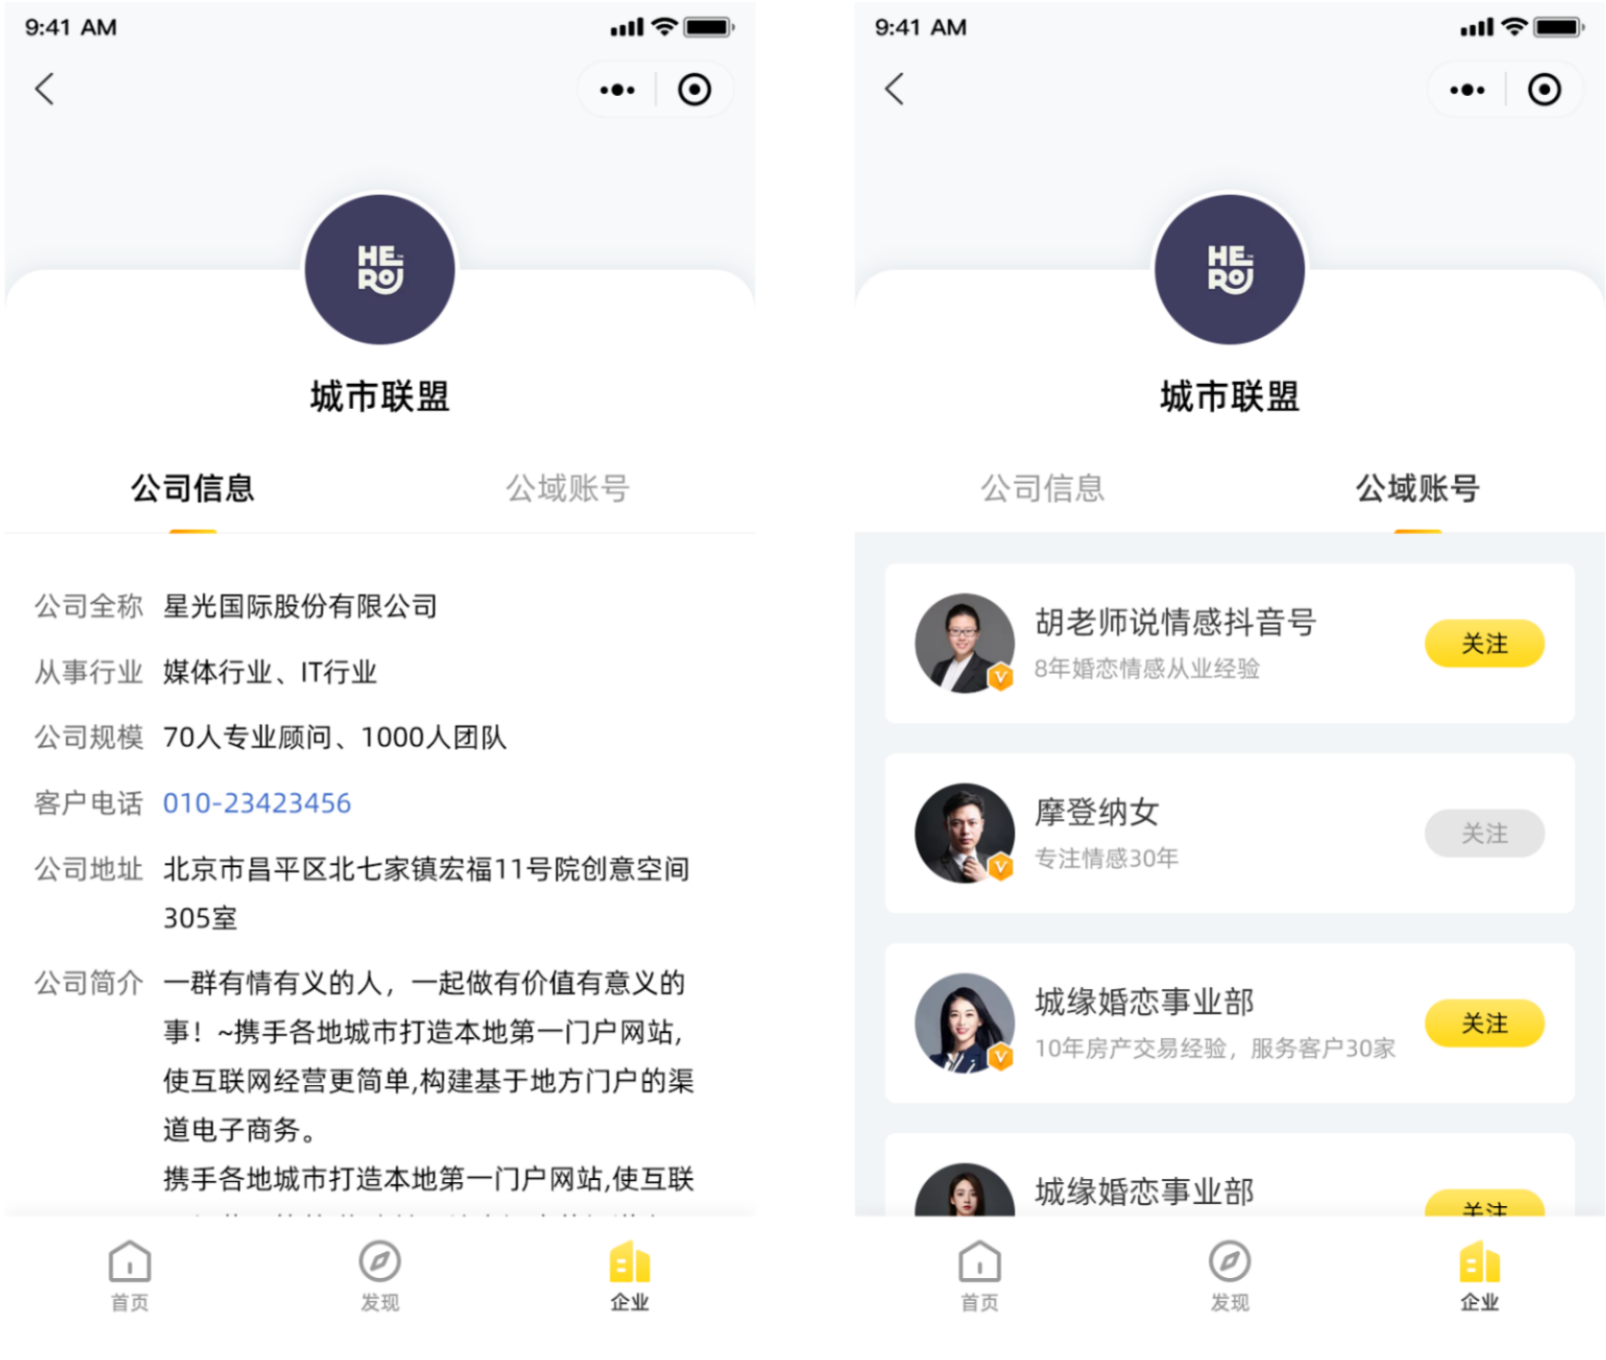 9:41 AM
HE
RO
城市联盟
公司信息 公域账号
公司全称 星光国际股份有限公司
从事行业 媒体行业、IT行业
公司规模 70人专业顾问、1000人团队
客户电话 010-23423456
公司地址 北京市昌平区北七家镇宏福11号院创意空间
305室
公司简介 一群有情有义的人，一起做有价值有意义的
事！~携手各地城市打造本地第一门户网站,
使互联网经营更简单,构建基于地方门户的渠
道电子商务。
携手各地城市打造本地第一门户网站,使互联
首页 发现 企业
9:41 AM
HE
RO
城市联盟
公司信息 公域账号
胡老师说情感抖音号
8年婚恋情感从业经验
关注
摩登纳女
专注情感30年
关注
城缘婚恋事业部
10年房产交易经验，服务客户30家
关注
城缘婚恋事业部
关注
首页 发现 企业